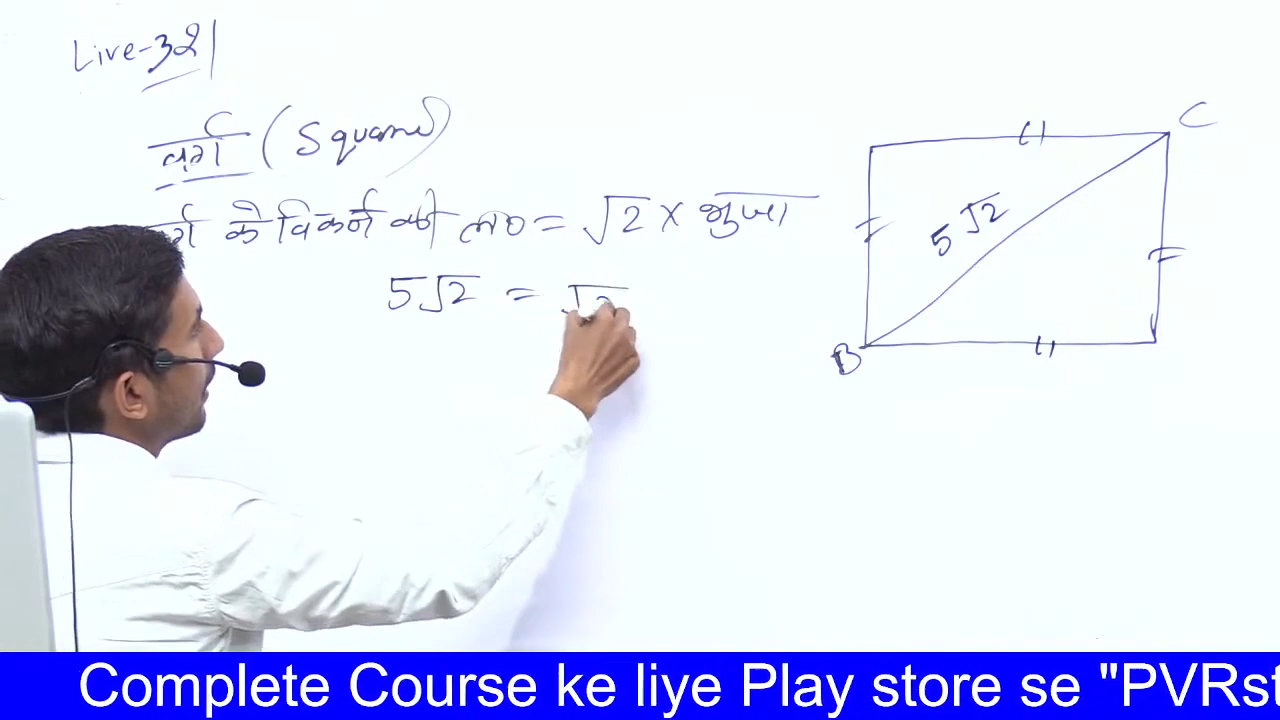 Live-321
वर्ग (Square)
के विकर्न की ल० = √2 × भुजा
5√2 = √2
C
5√2
B
Complete Course ke liye Play store se "PVRst